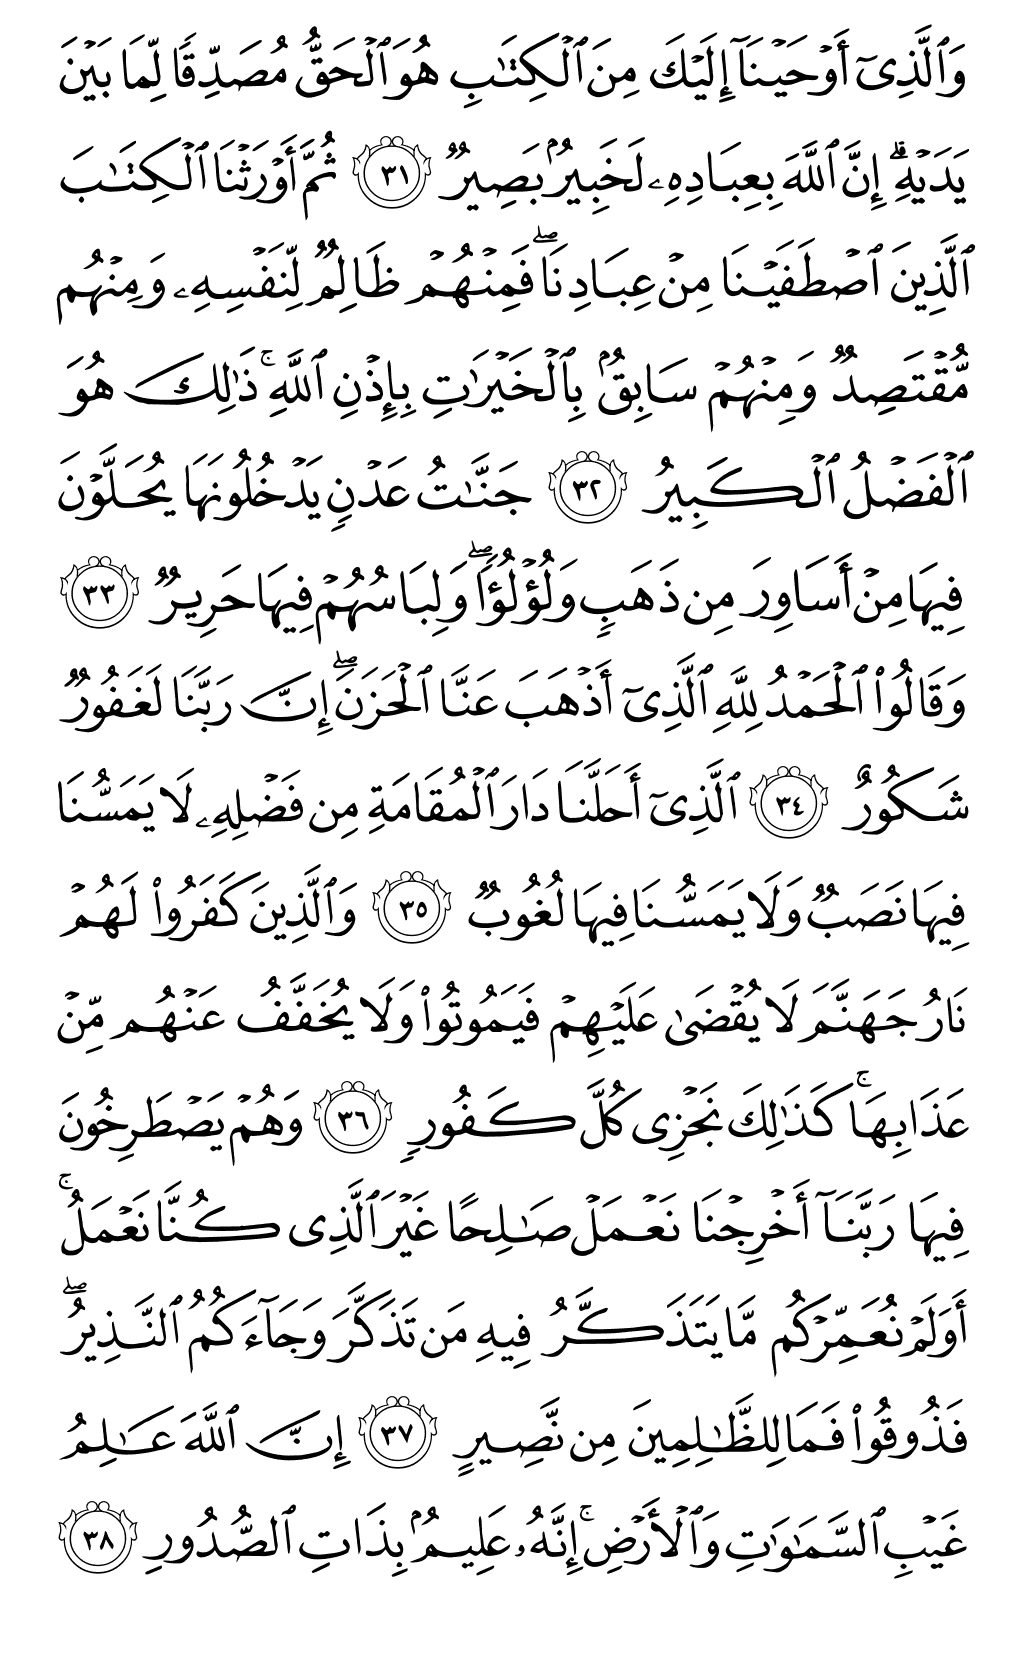 وَٱلَّذِىٓ أَوْحَيْنَآ إِلَيْكَ مِنَ ٱلْكِتَٰبِ هُوَ ٱلْحَقُّ مُصَدِّقًا لِّمَا بَيْنَ
يَدَيْهِ ۗ إِنَّ ٱللَّهَ بِعِبَادِهِۦ لَخَبِيرٌۢ بَصِيرٌ ٣١ ثُمَّ أَوْرَثْنَا ٱلْكِتَٰبَ
ٱلَّذِينَ ٱصْطَفَيْنَا مِنْ عِبَادِنَا ۖ فَمِنْهُمْ ظَالِمٌ لِّنَفْسِهِۦ وَمِنْهُم
مُّقْتَصِدٌ وَمِنْهُمْ سَابِقٌۢ بِٱلْخَيْرَٰتِ بِإِذْنِ ٱللَّهِ ۚ ذَٰلِكَ هُوَ
ٱلْفَضْلُ ٱلْكَبِيرُ ٣٢ جَنَّٰتُ عَدْنٍ يَدْخُلُونَهَا يُحَلَّوْنَ
فِيهَا مِنْ أَسَاوِرَ مِن ذَهَبٍ وَلُؤْلُؤًا ۖ وَلِبَاسُهُمْ فِيهَا حَرِيرٌ ٣٣
وَقَالُوا۟ ٱلْحَمْدُ لِلَّهِ ٱلَّذِىٓ أَذْهَبَ عَنَّا ٱلْحَزَنَ ۖ إِنَّ رَبَّنَا لَغَفُورٌ
شَكُورٌ ٣٤ ٱلَّذِىٓ أَحَلَّنَا دَارَ ٱلْمُقَامَةِ مِن فَضْلِهِۦ لَا يَمَسُّنَا
فِيهَا نَصَبٌ وَلَا يَمَسُّنَا فِيهَا لُغُوبٌ ٣٥ وَٱلَّذِينَ كَفَرُوا۟ لَهُمْ
نَارُ جَهَنَّمَ لَا يُقْضَىٰ عَلَيْهِمْ فَيَمُوتُوا۟ وَلَا يُخَفَّفُ عَنْهُم مِّنْ
عَذَابِهَا ۚ كَذَٰلِكَ نَجْزِى كُلَّ كَفُورٍ ٣٦ وَهُمْ يَصْطَرِخُونَ
فِيهَا رَبَّنَآ أَخْرِجْنَا نَعْمَلْ صَٰلِحًا غَيْرَ ٱلَّذِى كُنَّا نَعْمَلُ ۚ
أَوَلَمْ نُعَمِّرْكُم مَّا يَتَذَكَّرُ فِيهِ مَن تَذَكَّرَ وَجَآءَكُمُ ٱلنَّذِيرُ ۖ
فَذُوقُوا۟ فَمَا لِلظَّٰلِمِينَ مِن نَّصِيرٍ ٣٧ إِنَّ ٱللَّهَ عَٰلِمُ
غَيْبِ ٱلسَّمَٰوَٰتِ وَٱلْأَرْضِ ۚ إِنَّهُۥ عَلِيمٌۢ بِذَاتِ ٱلصُّدُورِ ٣٨